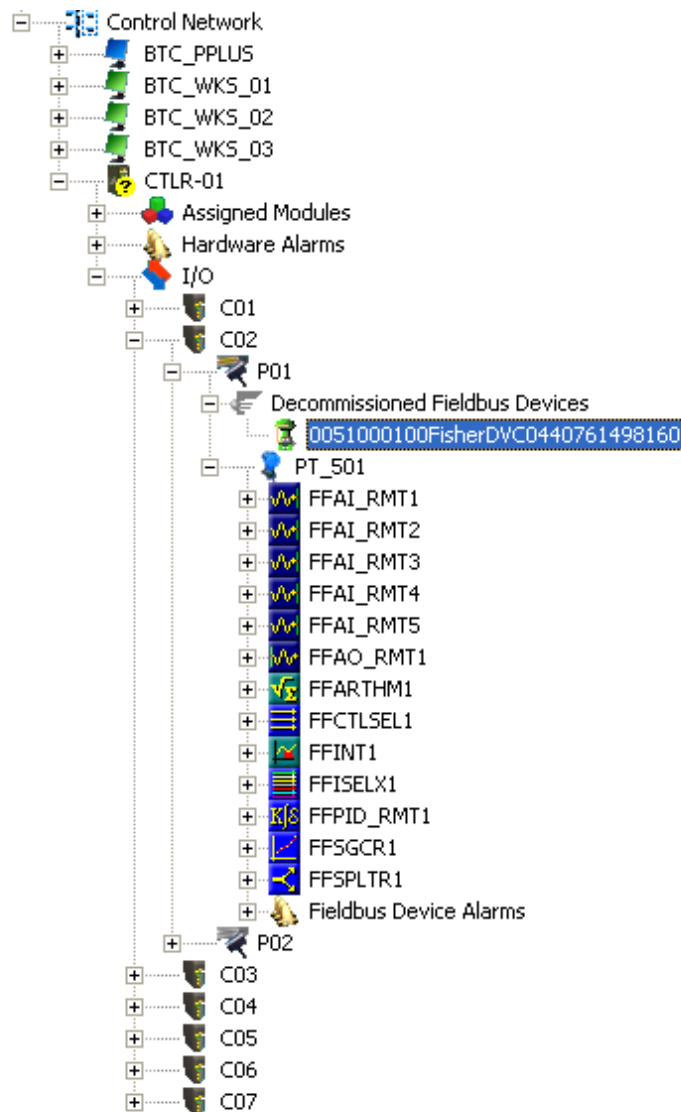 Control Network
BTC_PPLUS
BTC_WKS_01
BTC_WKS_02
BTC_WKS_03
CTLR-01
Assigned Modules
Hardware Alarms
I/O
C01
C02
P01
Decommissioned Fieldbus Devices
0051000100FisherDVC0440761498160
PT_501
FFAI_RMT1
FFAI_RMT2
FFAI_RMT3
FFAI_RMT4
FFAI_RMT5
FFAO_RMT1
FFARTHM1
FFCTLSEL1
FFINT1
FFISELX1
FFPID_RMT1
FFSGCR1
FFSPLTR1
Fieldbus Device Alarms
P02
C03
C04
C05
C06
C07